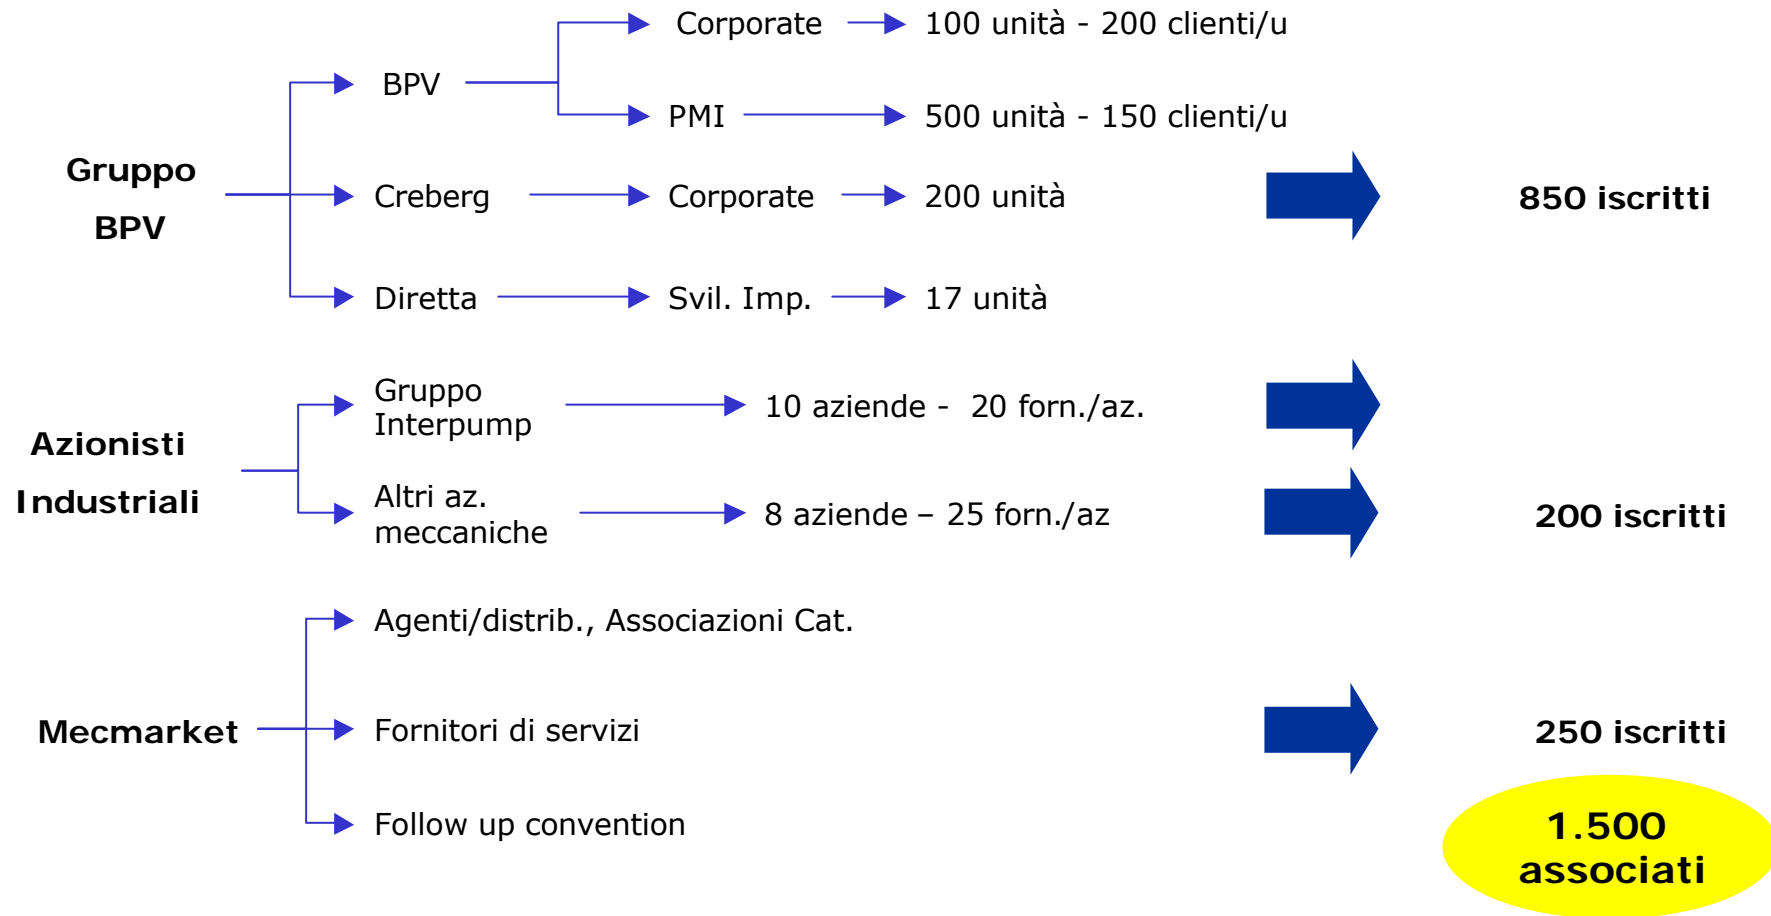 Corporate
100 unità - 200 clienti/u
BPV
PMI
500 unità - 150 clienti/u
Gruppo
BPV
Creberg
Corporate
200 unità
850 iscritti
Diretta
Svil. Imp.
17 unità
Azionisti
Industriali
Gruppo
Interpump
10 aziende - 20 forn./az.
Altri az.
meccaniche
8 aziende – 25 forn./az
200 iscritti
Agenti/distrib., Associazioni Cat.
Mecmarket
Fornitori di servizi
250 iscritti
Follow up convention
1.500
associati